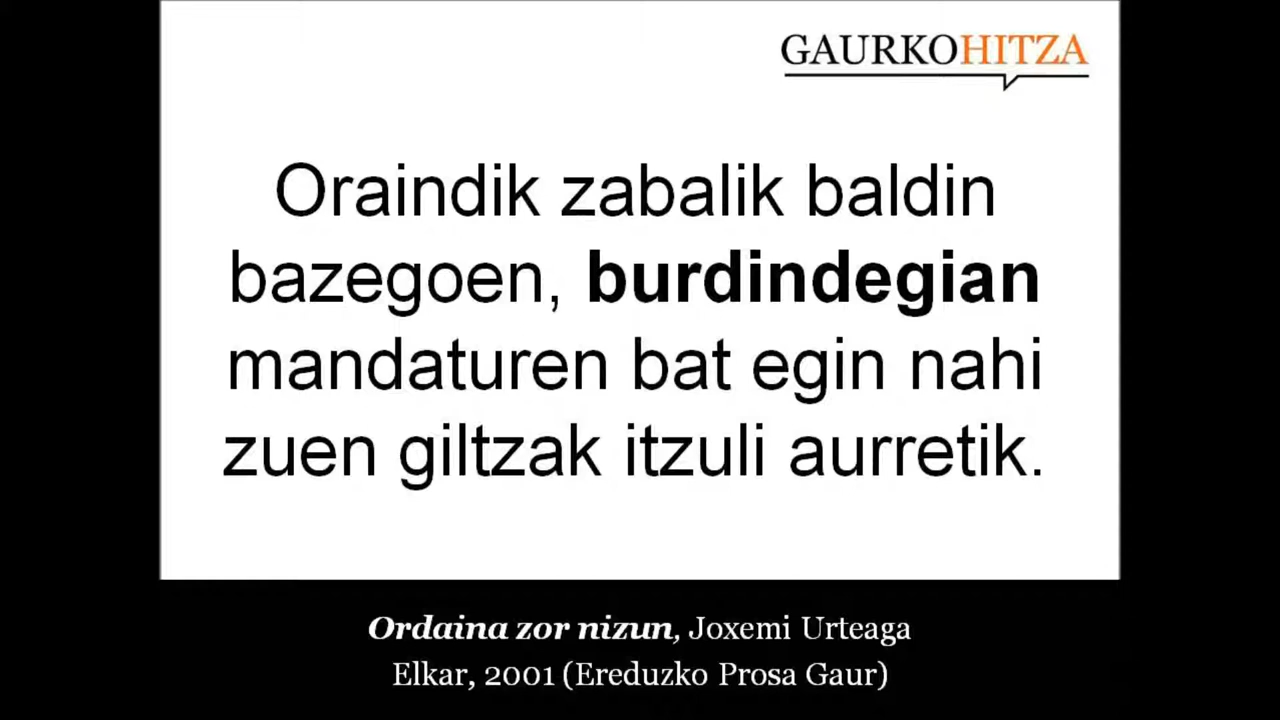 GAURKOHITZA
Oraindik zabalik baldin
bazegoen, burdindegian
mandaturen bat egin nahi
zuen giltzak itzuli aurretik.
Ordaina zor nizun, Joxemi Urteaga
Elkar, 2001 (Ereduzko Prosa Gaur)